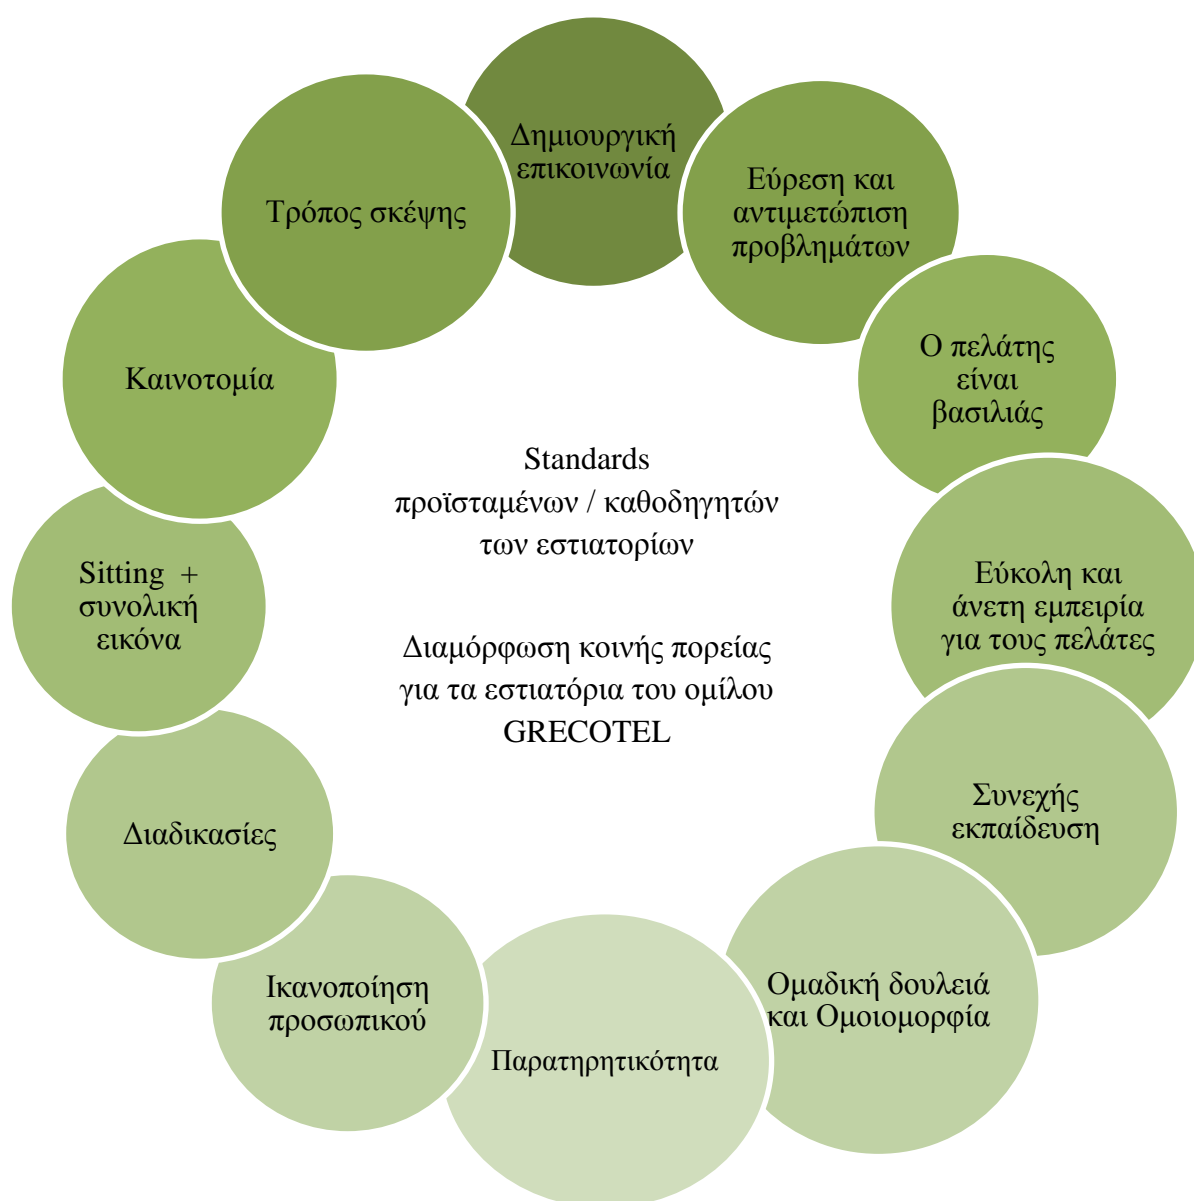 Δημιουργική
επικοινωνία
Εύρεση και
αντιμετώπιση
προβλημάτων
Ο πελάτης
είναι
βασιλιάς
Εύκολη και
άνετη εμπειρία
για τους πελάτες
Συνεχής
εκπαίδευση
Ομαδική δουλειά
και Ομοιομορφία
Παρατηρητικότητα
Ικανοποίηση
προσωπικού
Διαδικασίες
Sitting +
συνολική
εικόνα
Καινοτομία
Τρόπος σκέψης
Standards
προϊσταμένων / καθοδηγητών
των εστιατορίων
Διαμόρφωση κοινής πορείας
για τα εστιατόρια του ομίλου
GRECOTEL